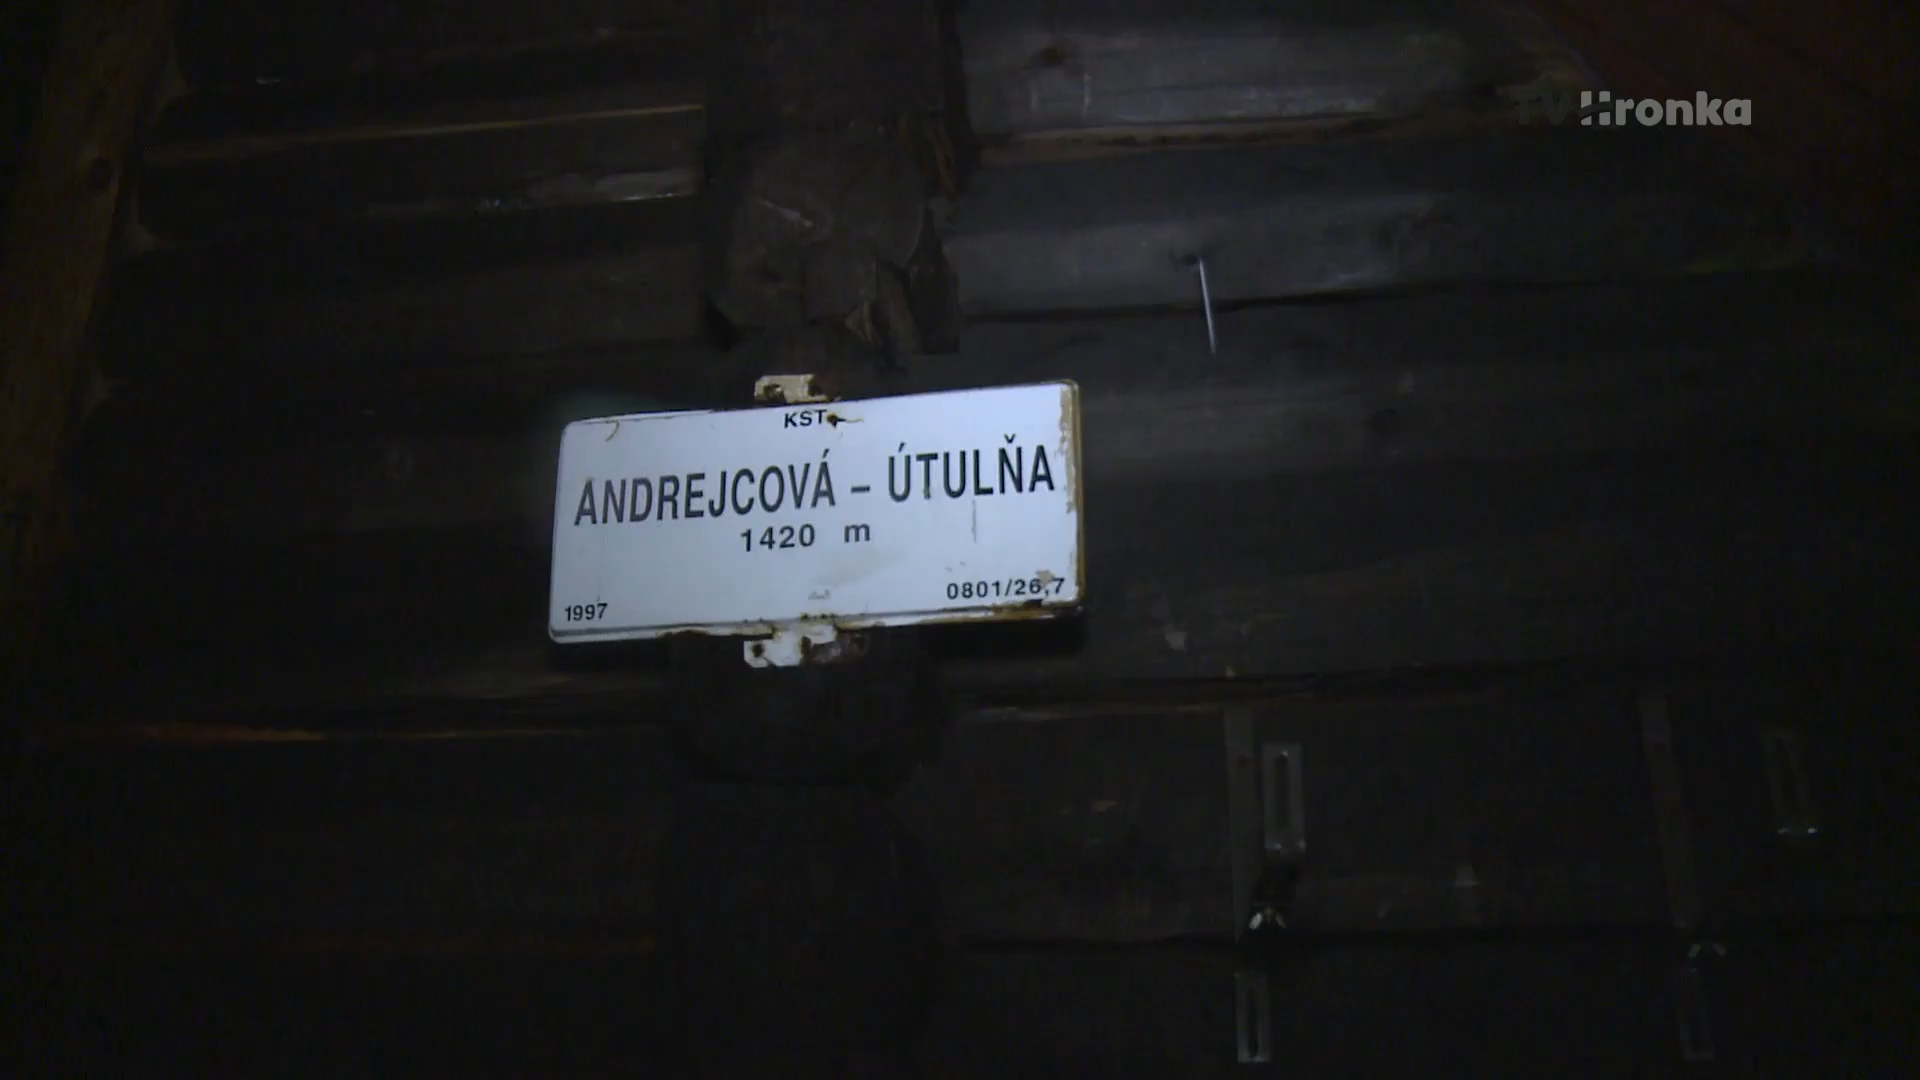 TVHronka
KST
ANDREJCOVÁ – ÚTULŇA
1420 m
1997 0801/26,7